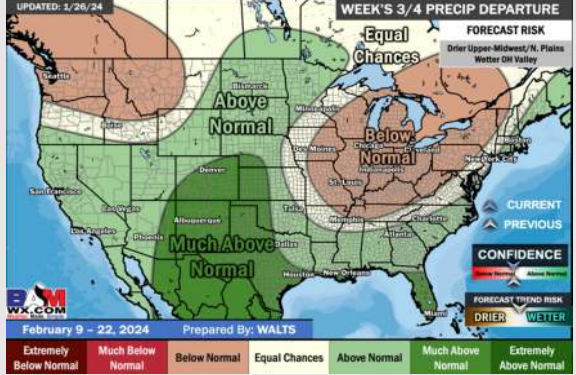 UPDATED: 1/26/24
WEEK'S 3/4 PRECIP DEPARTURE
FORECAST RISK
Drier Upper-Midwest/N. Plains
Wetter OH Valley
Equal
Chances
Seattle
Bismarck
Above
Normal
Minneapolis
Boise
Below
Normal
Boston
Des Moines
Chicago
Cleveland
New York City
Indianapolis
Denver
St. Louis
San Francisco
Las Vegas
Tulsa
Memphis
Charlotte
Los Angeles
Albuquerque
Phoenix
Atlanta
Much Above
Normal
Dallas
Houston
New Orleans
Miami
CURRENT
PREVIOUS
CONFIDENCE
Below Normal
Above Normal
FORECAST TREND RISK
DRIER
WETTER
BAM
WX.COM
February 9 – 22, 2024
Prepared By: WALTS
Extremely
Below Normal
Much Below
Normal
Below Normal
Equal Chances
Above Normal
Much Above
Normal
Extremely
Above Normal